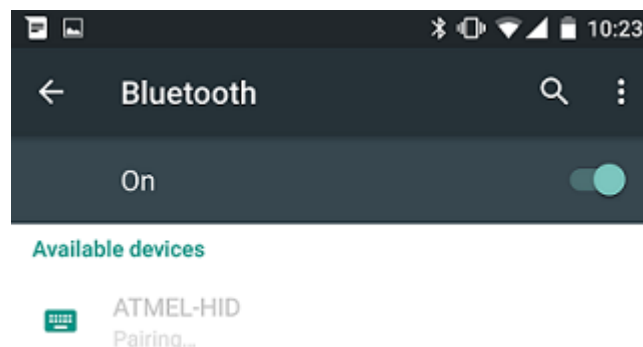 10:23
Bluetooth
On
Available devices
ATMEL-HID
Pairing...